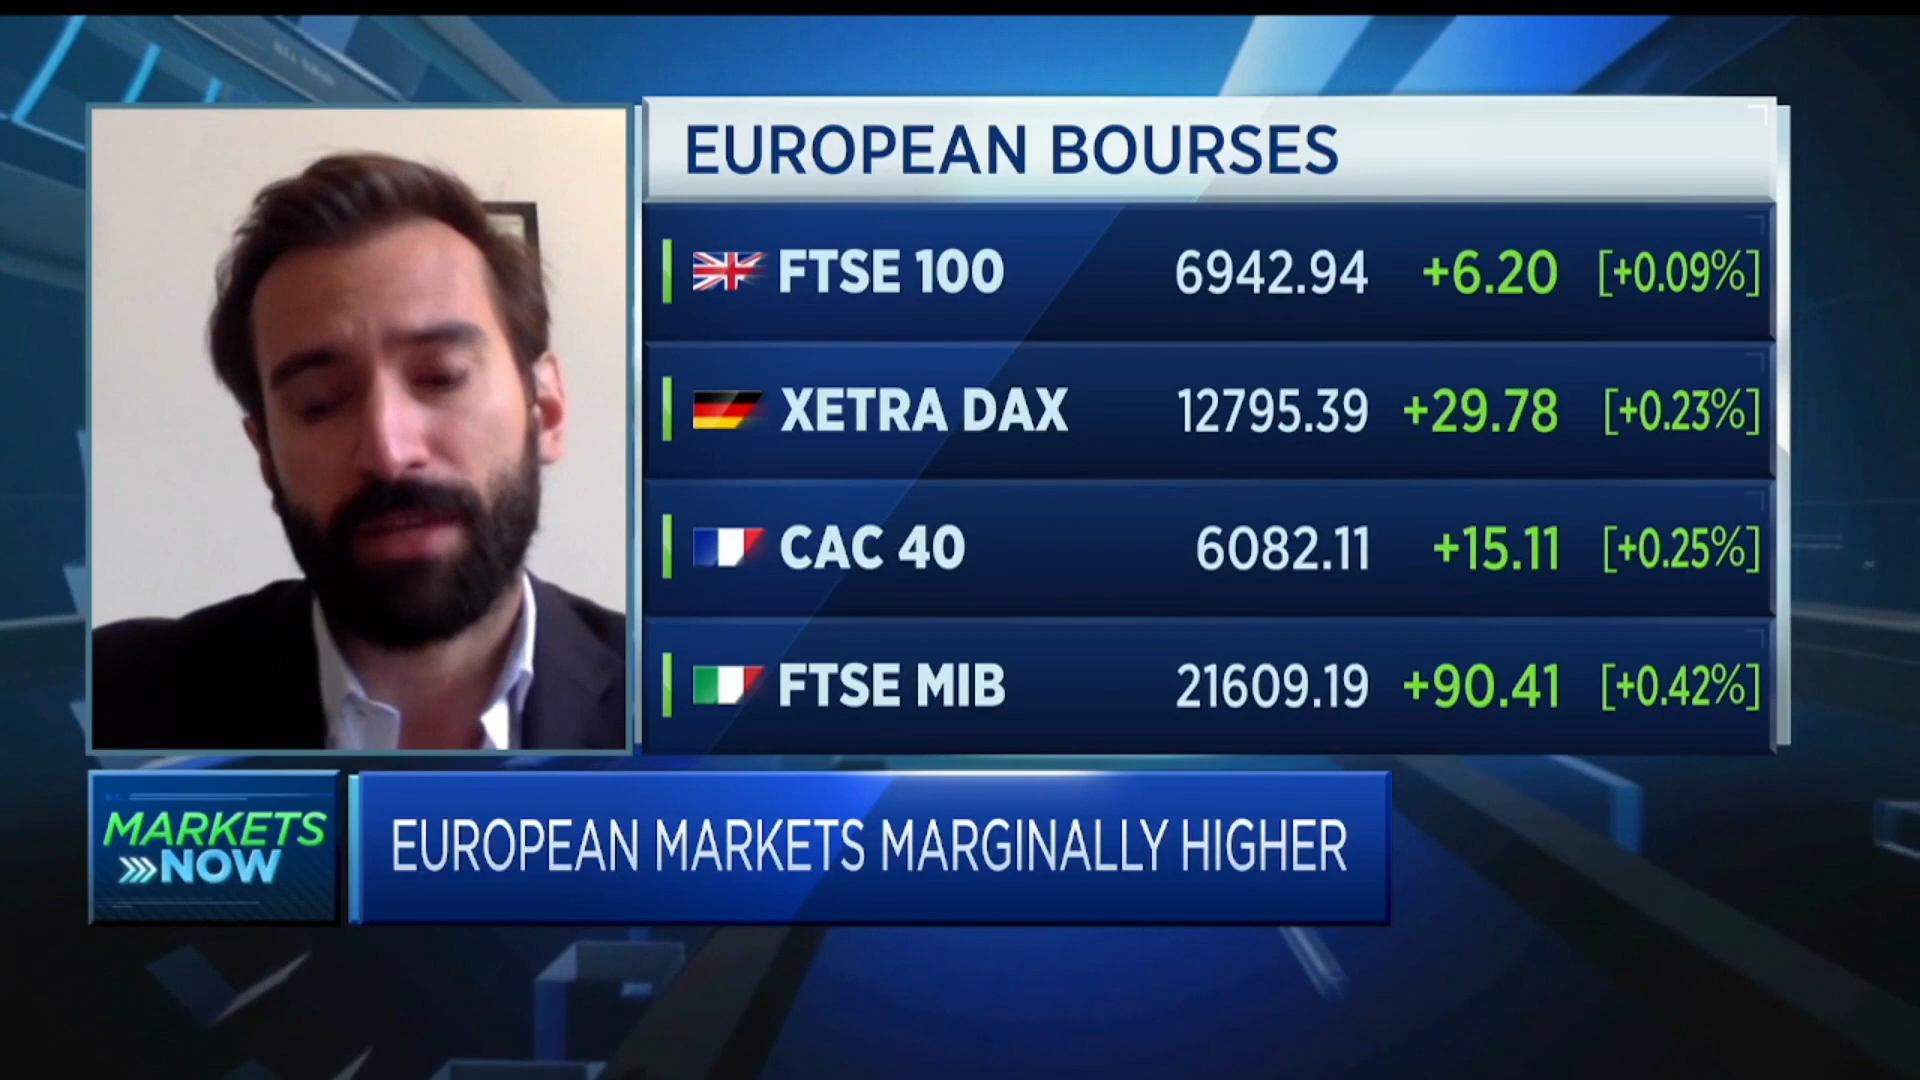 EUROPEAN BOURSES
FTSE 100 6942.94 +6.20 [+0.09%]
XETRA DAX 12795.39 +29.78 [+0.23%]
CAC 40 6082.11 +15.11 [+0.25%]
FTSE MIB 21609.19 +90.41 [+0.42%]
MARKETS
NOW
EUROPEAN MARKETS MARGINALLY HIGHER